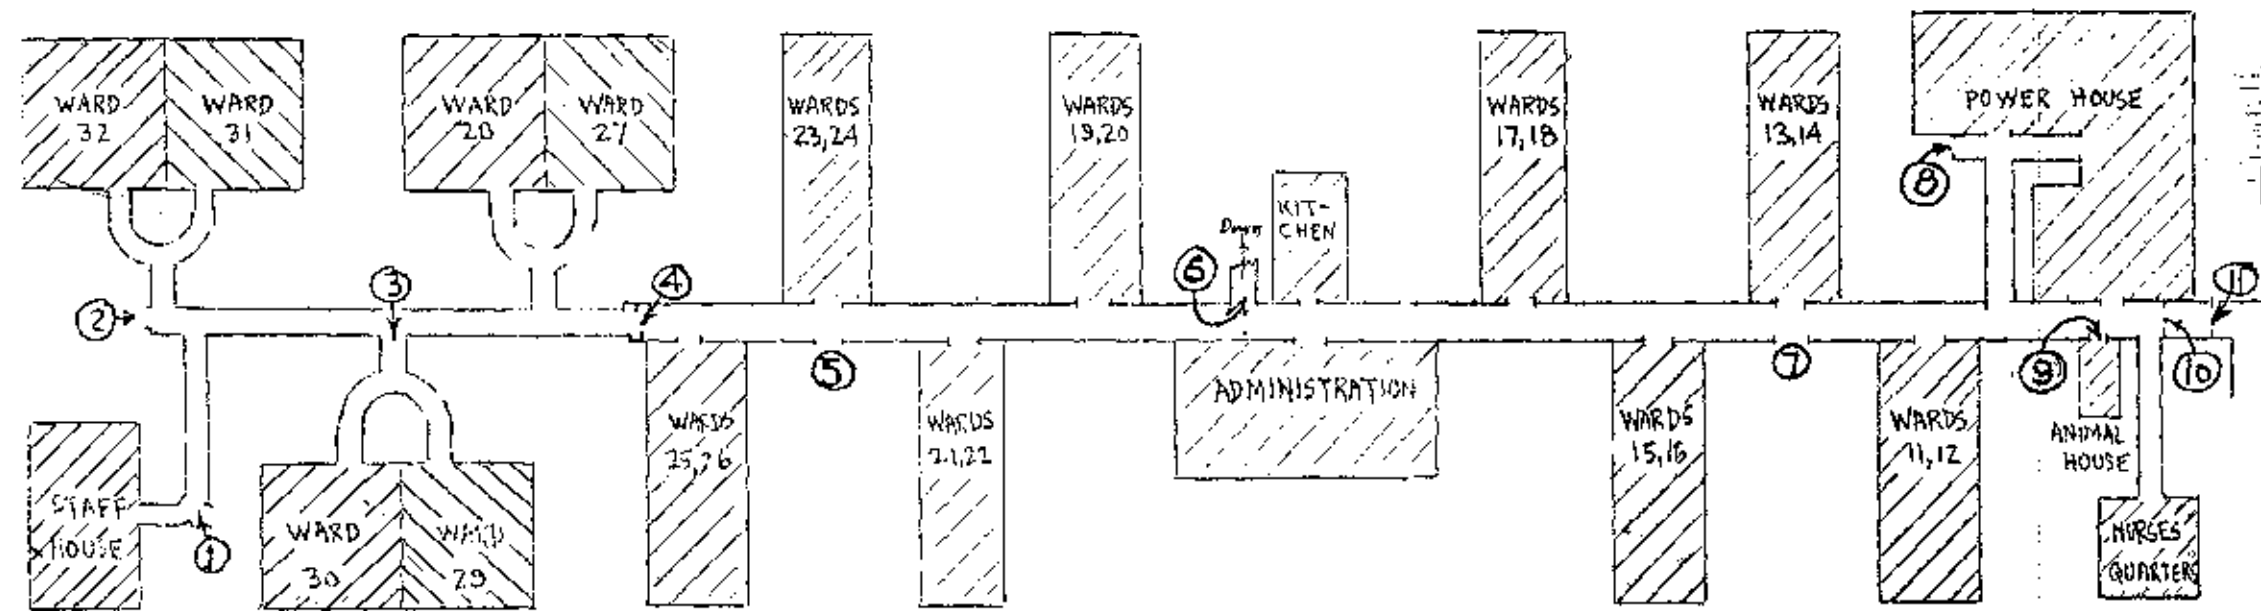 WARD
32
WARD
31
WARD
28
WARD
27
WARDS
23,24
WARDS
19,20
KIT-
CHEN
Down
WARDS
17,18
WARDS
13,14
POWER HOUSE
8
2
3
4
6
11
5
7
9
10
STAFF
HOUSE
1
WARD
30
WARD
29
WARDS
25,26
WARDS
21,22
ADMINISTRATION
WARDS
15,16
WARDS
11,12
ANIMAL
HOUSE
NURSES
QUARTERS